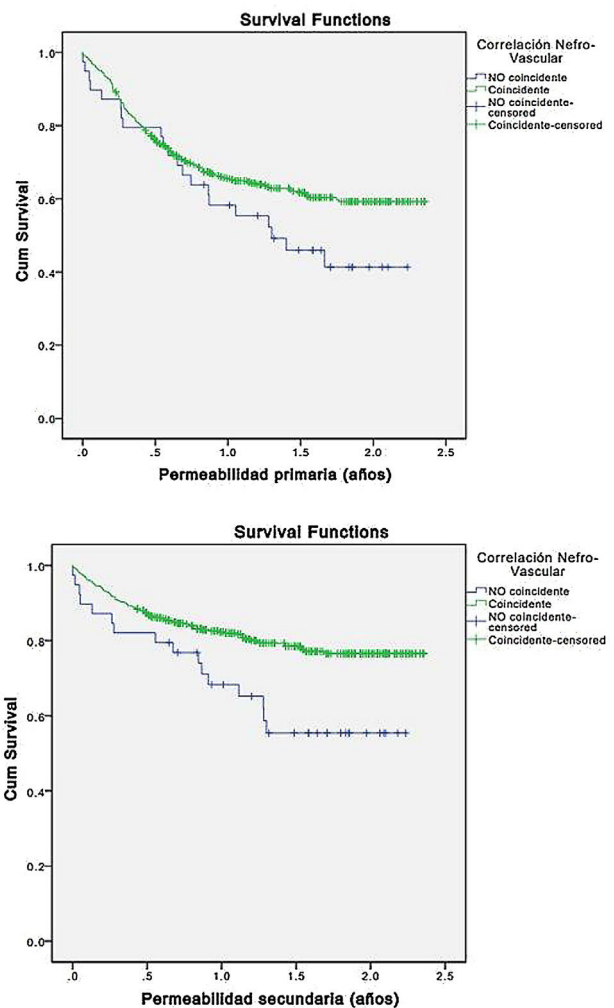 Survival Functions
Correlación Nefro-
Vascular
NO coincidente
Coincidente
NO coincidente-
censored
Coincidente-censored
1.0
0.8
0.6
0.4
0.2
0.0
Cum Survival
.0 .5 1.0 1.5 2.0 2.5
Permeabilidad primaria (años)
Survival Functions
Correlación Nefro-
Vascular
NO coincidente
Coincidente
NO coincidente-
censored
Coincidente-censored
1.0
0.8
0.6
0.4
0.2
0.0
Cum Survival
.0 .5 1.0 1.5 2.0 2.5
Permeabilidad secundaria (años)